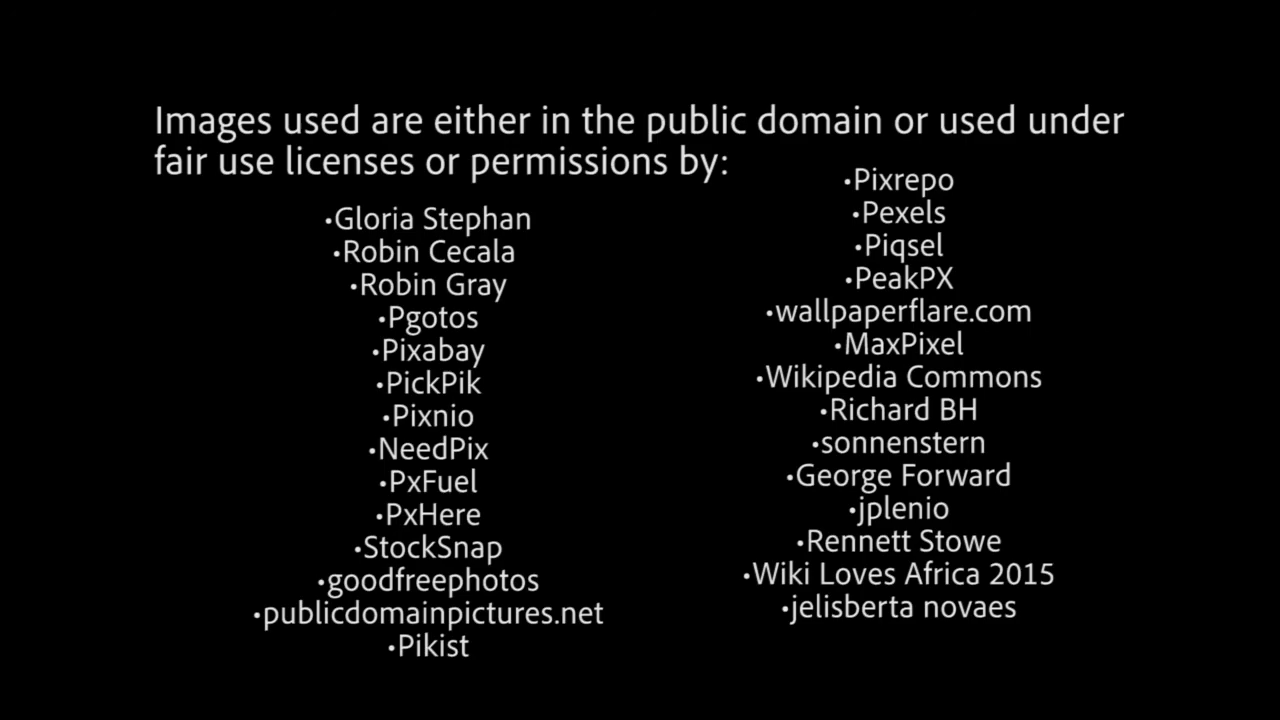 Images used are either in the public domain or used under
fair use licenses or permissions by:
•Gloria Stephan
•Robin Cecala
•Robin Gray
•Pgotos
•Pixabay
•PickPik
•Pixnio
•NeedPix
•PxFuel
•PxHere
•StockSnap
•goodfreephotos
•publicdomainpictures.net
•Pikist
•Pixrepo
•Pexels
•Piqsel
•PeakPX
•wallpaperflare.com
•MaxPixel
•Wikipedia Commons
•Richard BH
•sonnenstern
•George Forward
•jplenio
•Rennett Stowe
•Wiki Loves Africa 2015
•jelisberta novaes